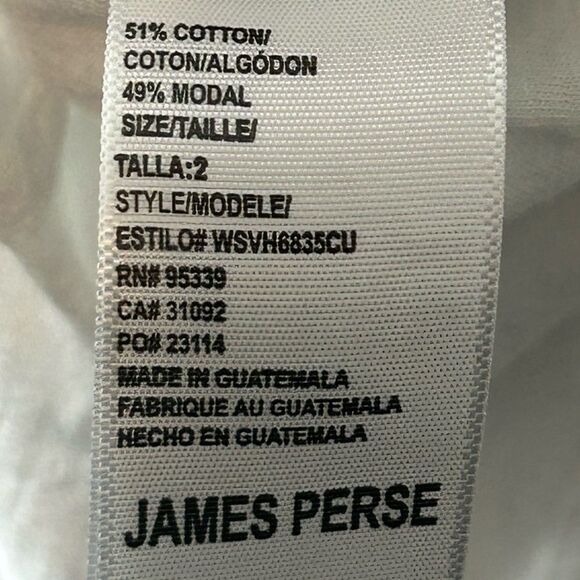 51% COTTON/
COTON/ALGÓDON
49% MODAL
SIZE/TAILLE/
TALLA:2
STYLE/MODELE/
ESTILO# WSVH6835CU
RN# 95339
CA# 31092
PO# 23114
MADE IN GUATEMALA
FABRIQUE AU GUATEMALA
HECHO EN GUATEMALA
JAMES PERSE